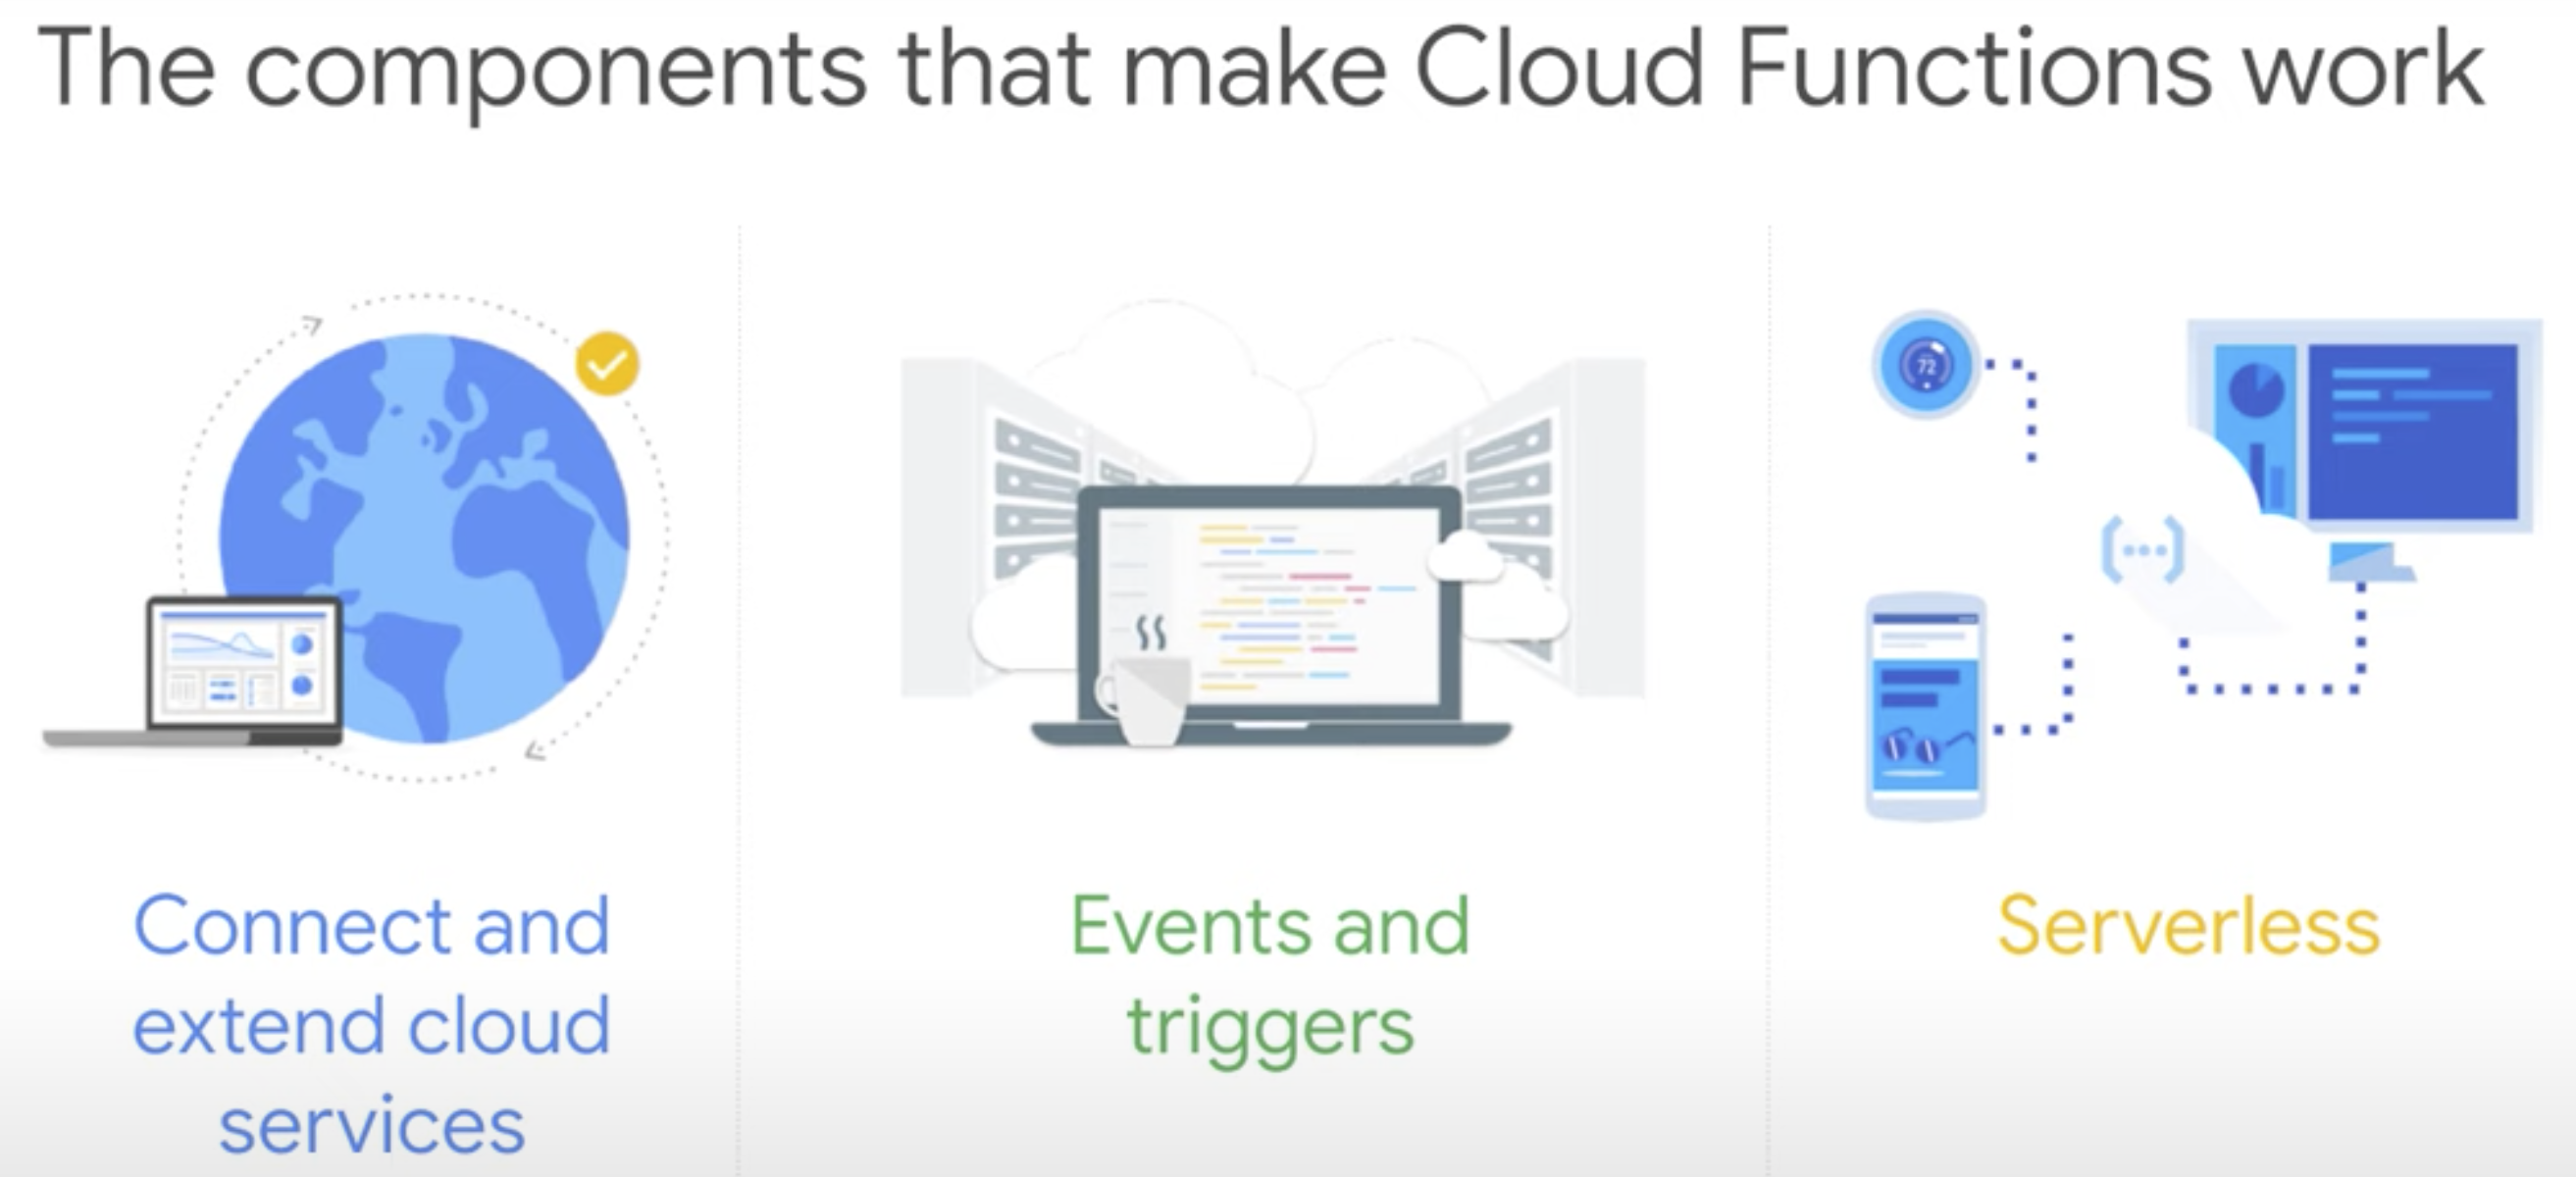 The components that make Cloud Functions work
72
Connect and
extend cloud
services
Events and
triggers
Serverless